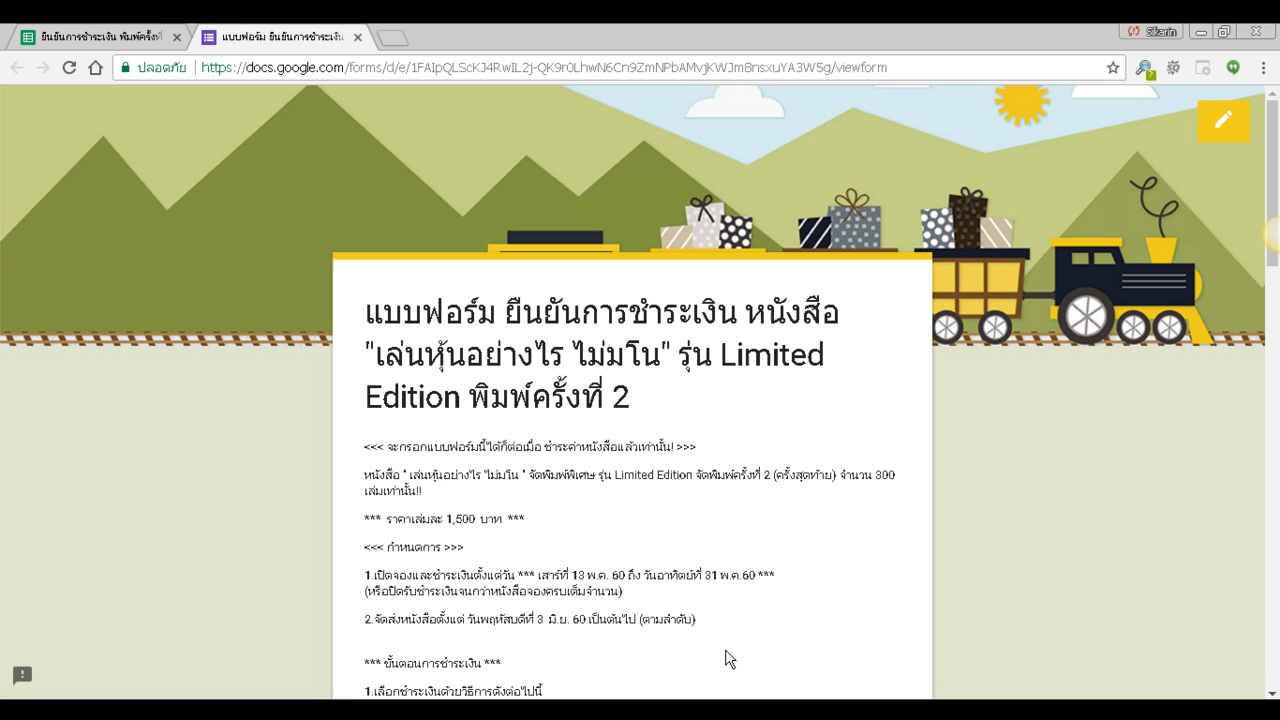 ยืนยันการชำระเงิน พิมพ์ครั้งที่
แบบฟอร์ม ยืนยันการชำระเงิน
Sikarin
ปลอดภัย
https://docs.google.com/forms/d/e/1FAIpQLScKJ4RwIL2j-QK9r0LhwN6Cn9ZmNPbAMvjKWJm8nsxuYA3W5g/viewform
แบบฟอร์ม ยืนยันการชำระเงิน หนังสือ
"เล่นหุ้นอย่างไร ไม่มโน" รุ่น Limited
Edition พิมพ์ครั้งที่ 2
<<< จะกรอกแบบฟอร์มนี้ได้ก็ต่อเมื่อ ชำระค่าหนังสือแล้วเท่านั้น! >>>
หนังสือ " เล่นหุ้นอย่างไร ไม่มโน " จัดพิมพ์พิเศษ รุ่น Limited Edition จัดพิมพ์ครั้งที่ 2 (ครั้งสุดท้าย) จำนวน 300
เล่มเท่านั้น!!
*** ราคาเล่มละ 1,500 บาท ***
<<< กำหนดการ >>>
1.เปิดจองและชำระเงินตั้งแต่วัน *** เสาร์ที่ 13 พ.ค. 60 ถึง วันอาทิตย์ที่ 31 พ.ค.60 ***
(หรือปิดรับชำระเงินจนกว่าหนังสือจองครบเต็มจำนวน)
2.จัดส่งหนังสือตั้งแต่ วันพฤหัสบดีที่ 3 มิ.ย. 60 เป็นต้นไป (ตามลำดับ)
*** ขั้นตอนการชำระเงิน ***
1.เลือกชำระเงินด้วยวิธีการดังต่อไปนี้